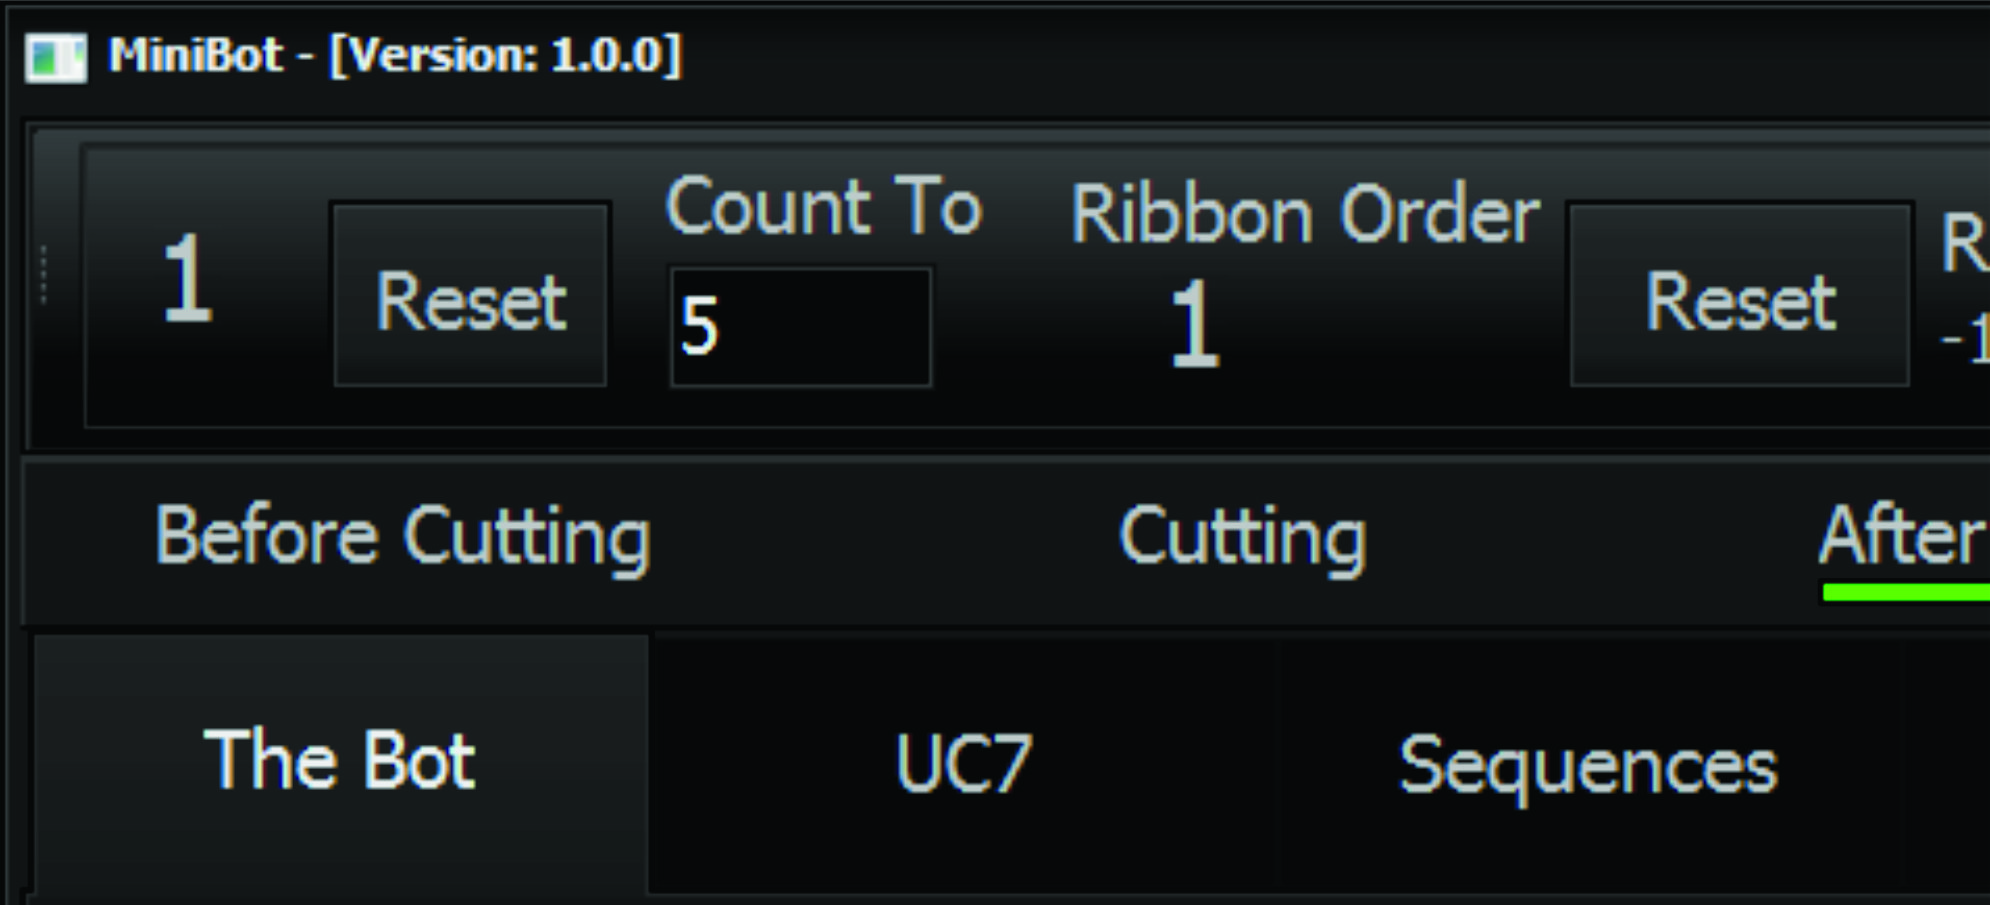 MiniBot - [Version: 1.0.0]
Count To Ribbon Order
1 Reset 5 1 Reset -1
Before Cutting Cutting After
The Bot UC7 Sequences